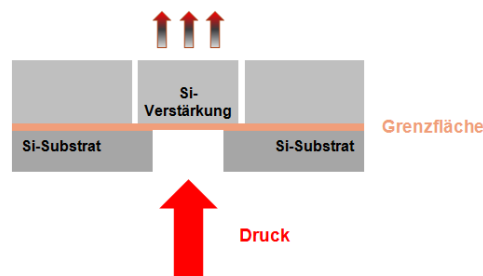 Si-
Verstärkung
Grenzfläche
Si-Substrat
Si-Substrat
Druck